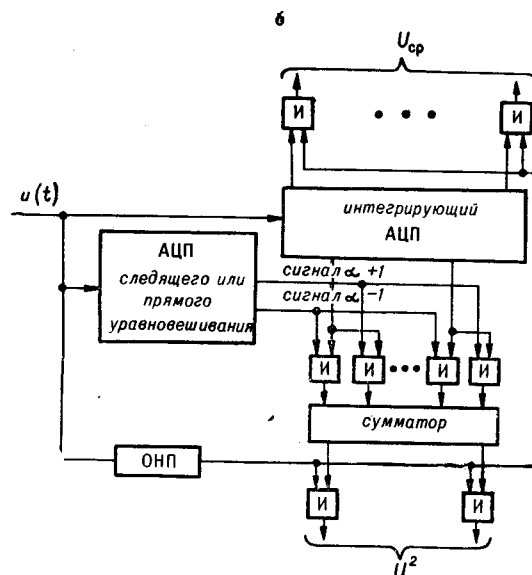 б
U ср
И
И
u(t)
интегрирующий
АЦП
АЦП
следящего или
прямого
уравновешивания
сигнал α +1
сигнал α -1
И
И
И
И
сумматор
ОНП
И
И
U²